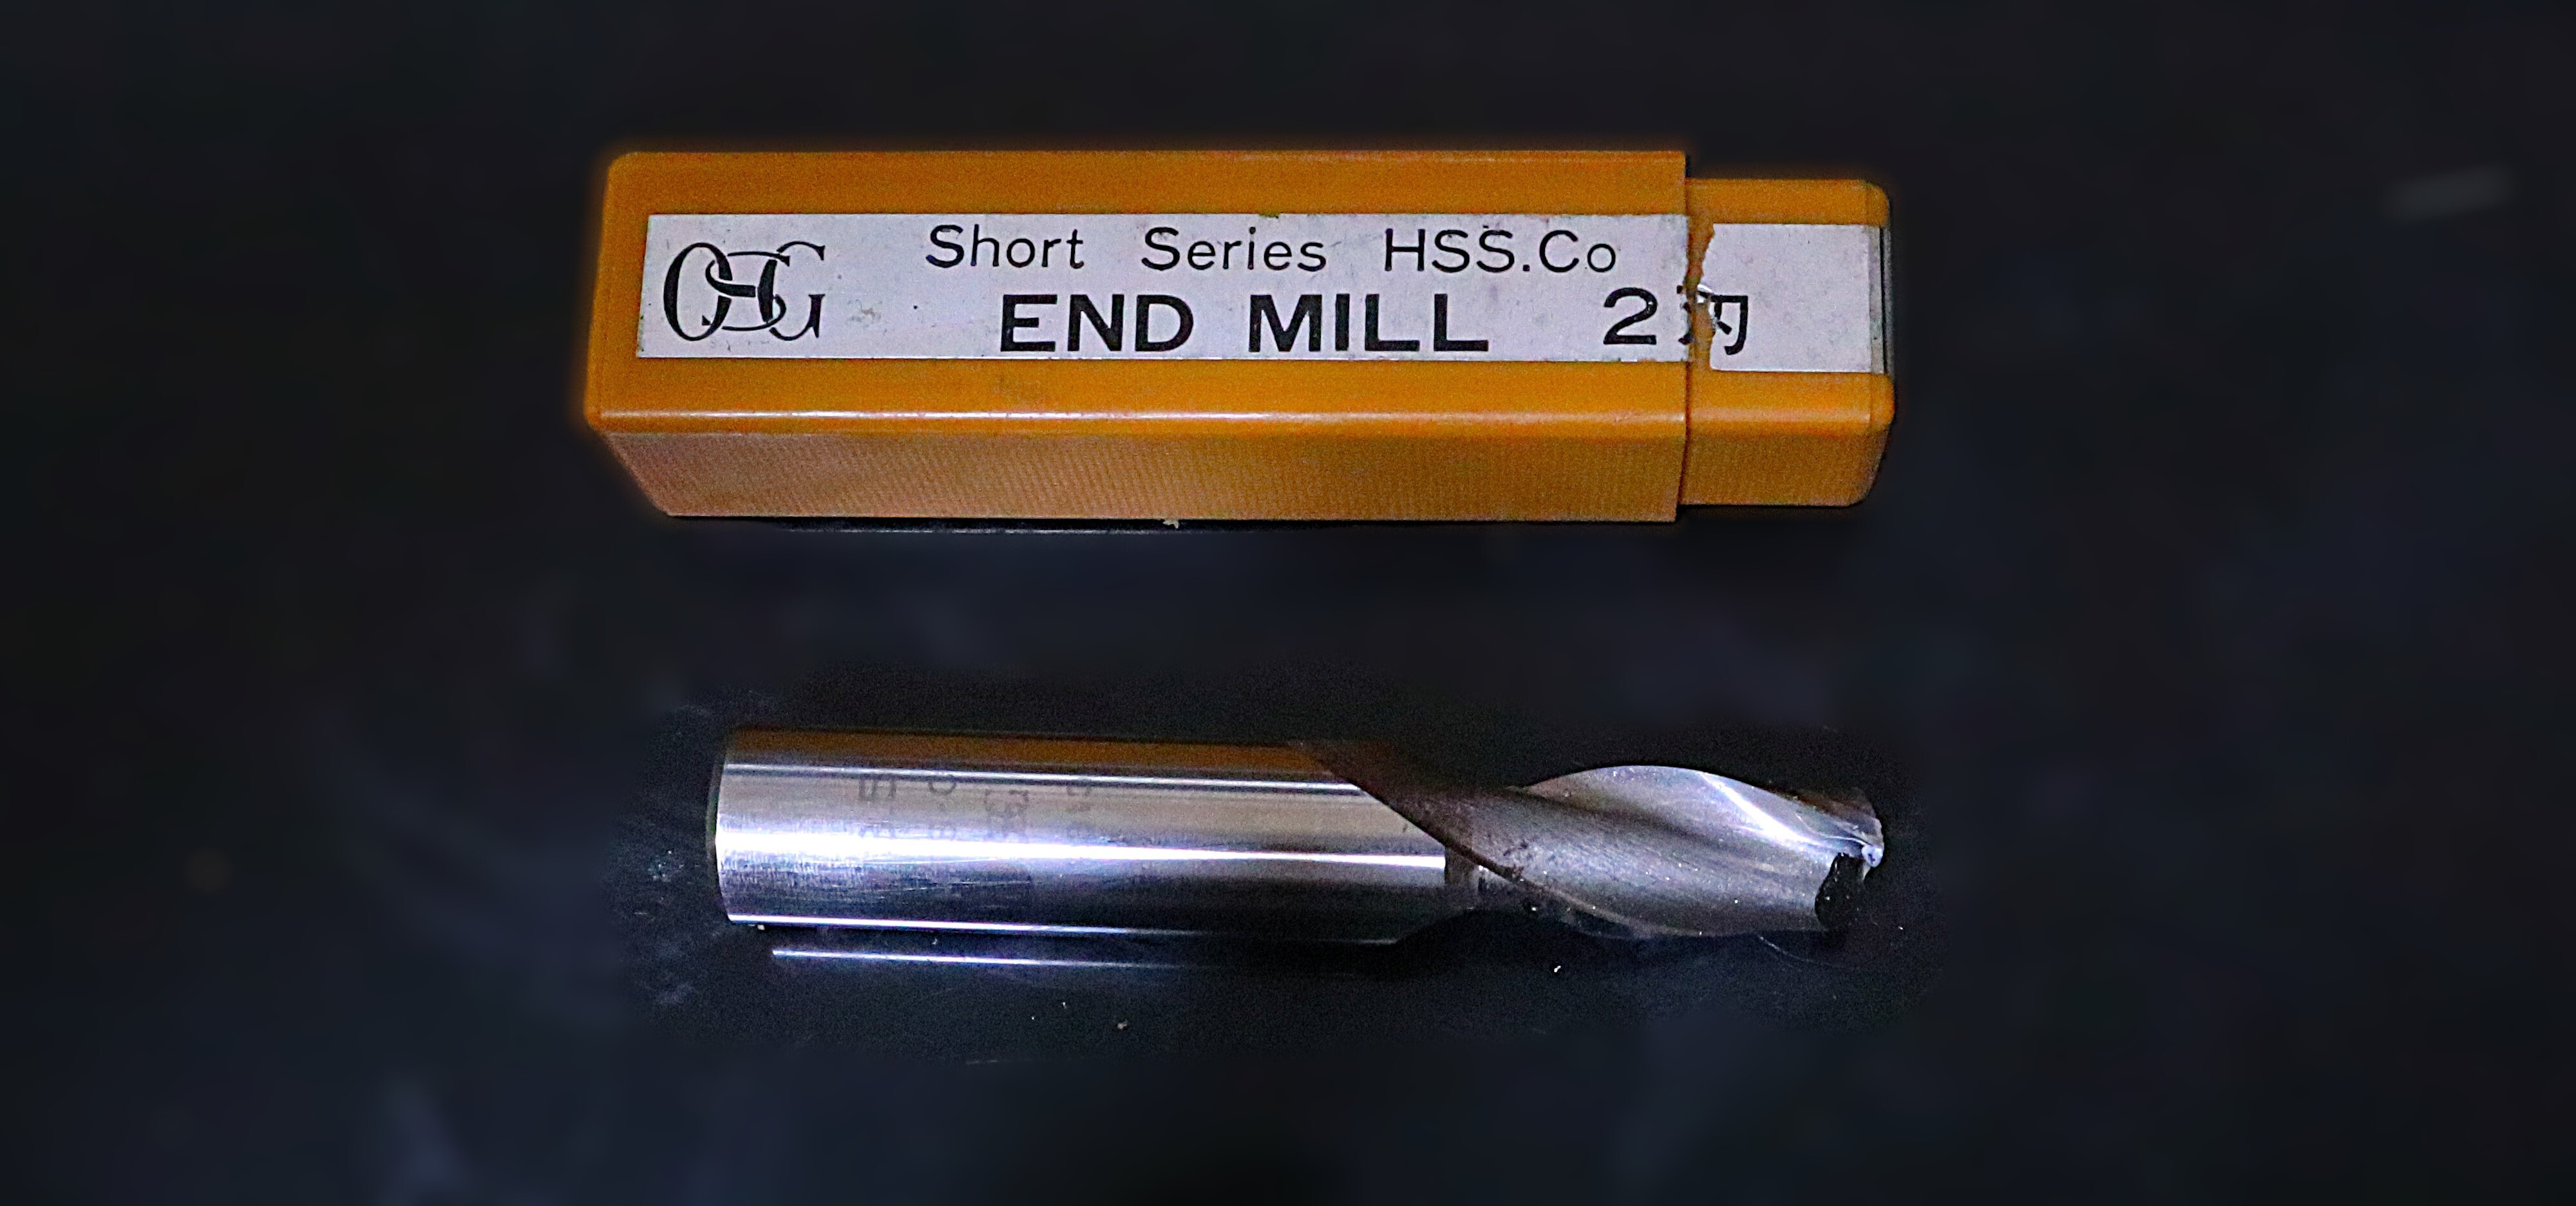 OSG
Short Series HSS.Co
END MILL 2刃